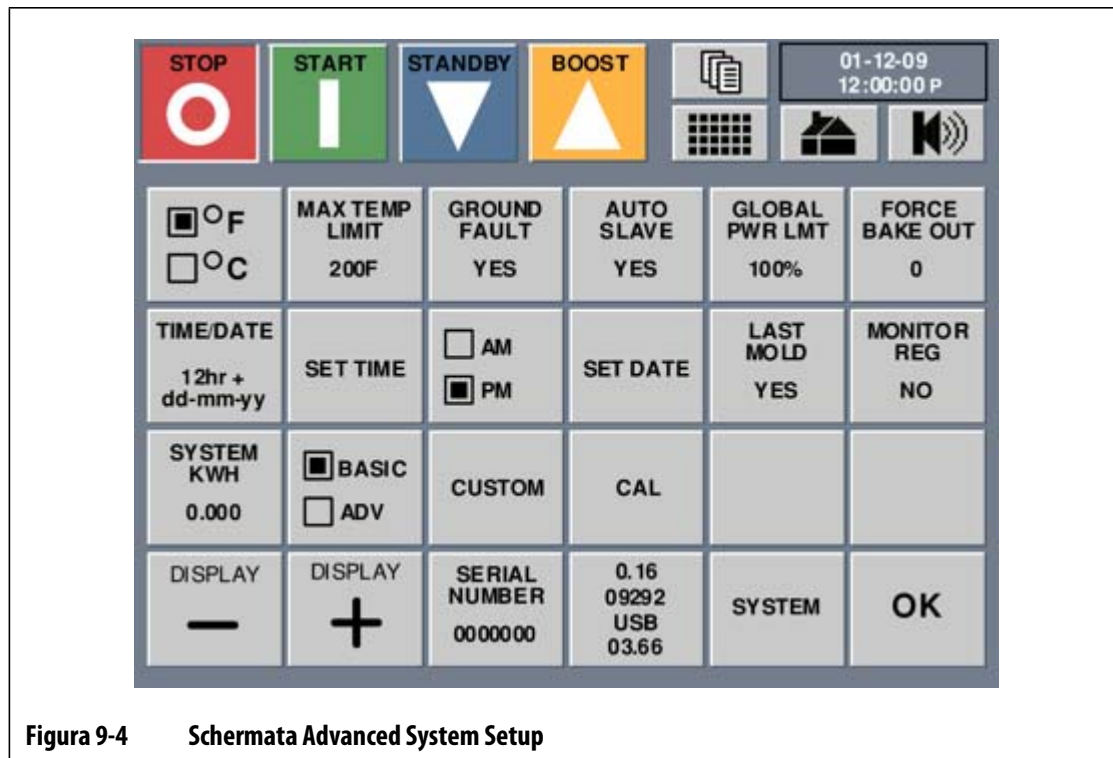 STOP
START
STANDBY
BOOST
01-12-09
12:00:00 P
°F
°C
MAX TEMP
LIMIT
200F
GROUND
FAULT
YES
AUTO
SLAVE
YES
GLOBAL
PWR LMT
100%
FORCE
BAKE OUT
0
TIME/DATE
12hr +
dd-mm-yy
SET TIME
AM
PM
SET DATE
LAST
MOLD
YES
MONITOR
REG
NO
SYSTEM
KWH
0.000
BASIC
ADV
CUSTOM
CAL
DISPLAY
−
DISPLAY
+
SERIAL
NUMBER
0000000
0.16
09292
USB
03.66
SYSTEM
OK
Figura 9-4 Schermata Advanced System Setup